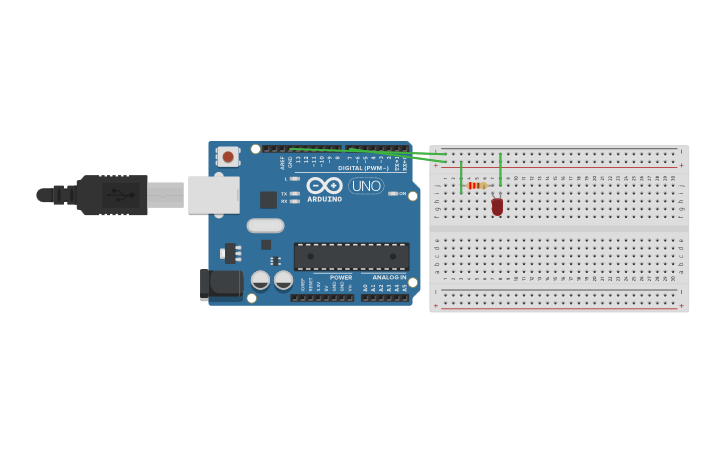 AREF
GND
13
12
~11
~10
~9
8
7
~6
~5
4
~3
2
TX→1
RX←0
DIGITAL (PWM~)
L
TX
RX
UNO
ON
ARDUINO
POWER
ANALOG IN
IOREF
RESET
3.3V
5V
GND
GND
Vin
A0
A1
A2
A3
A4
A5